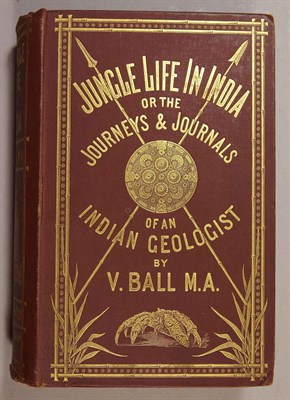 JUNGLE LIFE IN INDIA
OR THE
JOURNEYS & JOURNALS
OF AN
INDIAN GEOLOGIST
BY
V. BALL M.A.